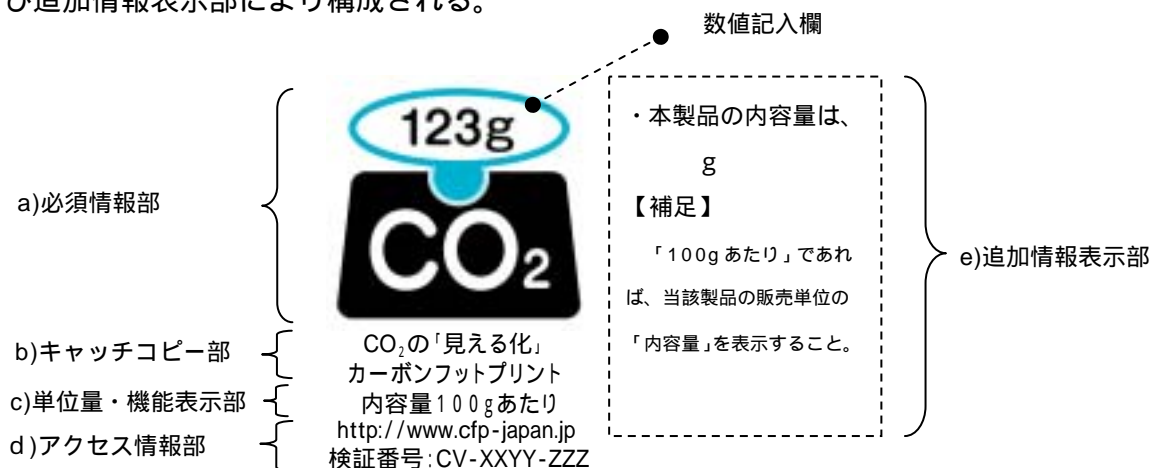 び追加情報表示部により構成される。
数値記入欄
a)必須情報部
123g
CO2
b)キャッチコピー部
CO₂の「見える化」
カーボンフットプリント
c)単位量・機能表示部
内容量100gあたり
d)アクセス情報部
http://www.cfp-japan.jp
検証番号:CV-XXYY-ZZZ
・本製品の内容量は、
g
【補足】
「100gあたり」であれ
ば、当該製品の販売単位の
「内容量」を表示すること。
e)追加情報表示部